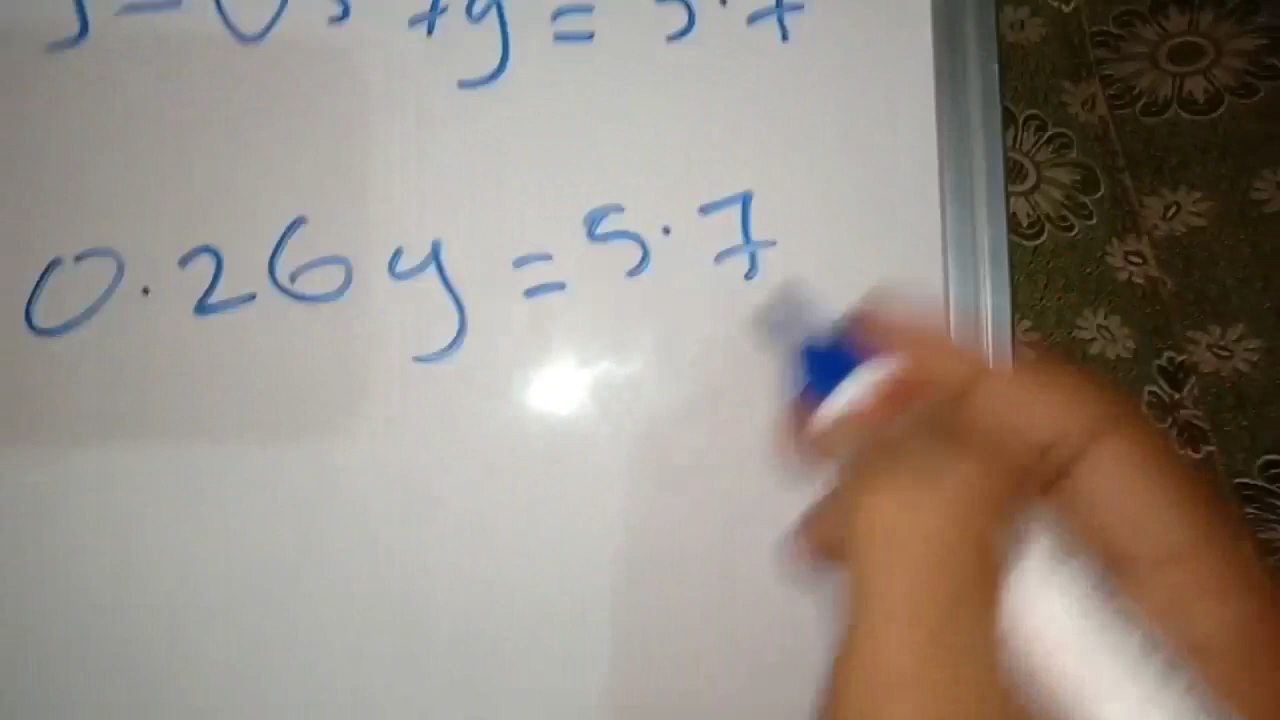 +y = 5.7
0.26y = 5.7